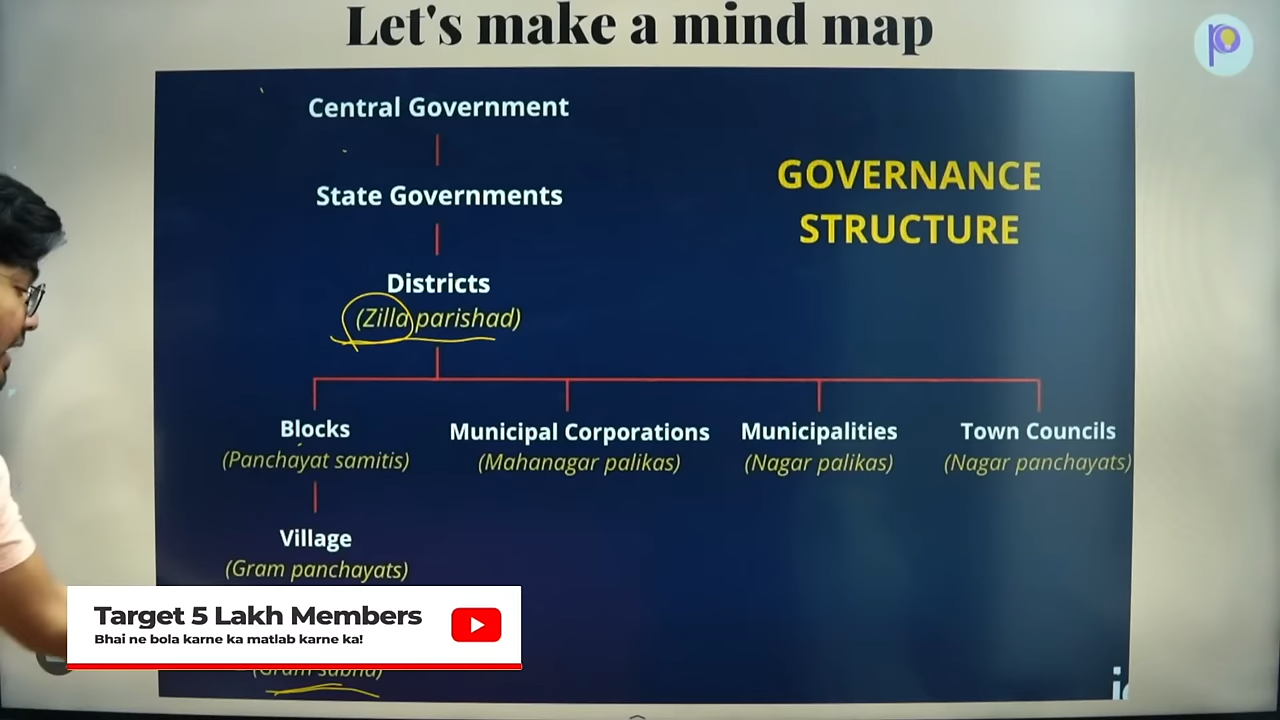 Let's make a mind map
Central Government
State Governments
GOVERNANCE
STRUCTURE
Districts
(Zilla parishad)
Blocks
(Panchayat samitis)
Municipal Corporations
(Mahanagar palikas)
Municipalities
(Nagar palikas)
Town Councils
(Nagar panchayats)
Village
(Gram panchayats)
Target 5 Lakh Members
Bhai ne bola karne ka matlab karne ka!
(Gram sabha)